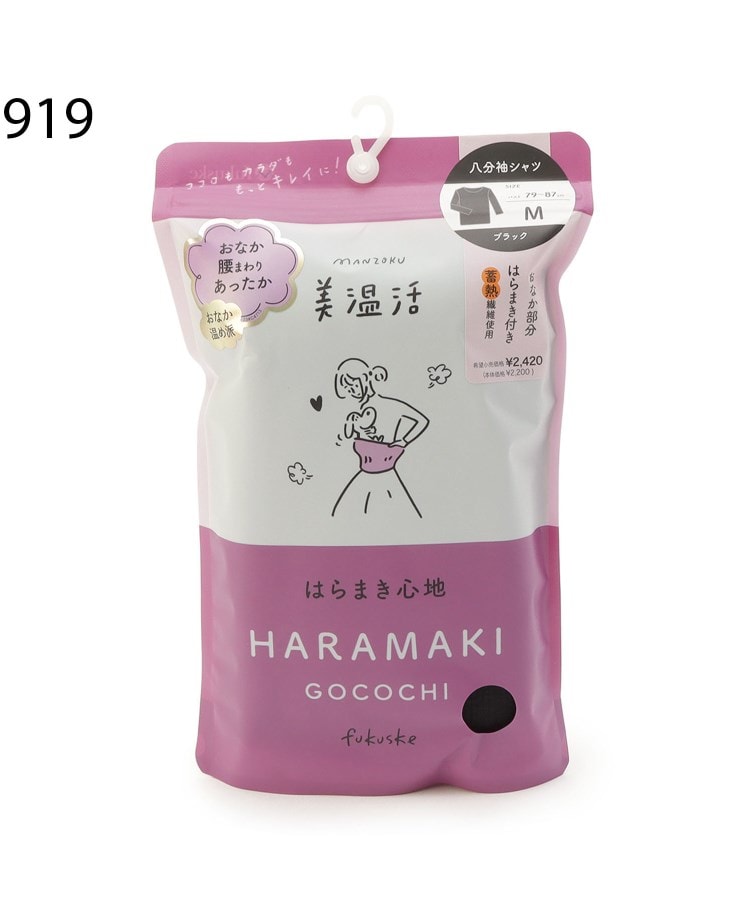 919
ココロもカラダも
もっとキレイに！
八分袖シャツ
SIZE
79-87
M
ブラック
おなか
腰まわり
あったか
おなか
温め派
MANZOKU
美温活
おなか部分
はらまき付き
蓄熱繊維使用
希望小売価格 ¥2,420
(本体価格 ¥2,200)
はらまき心地
HARAMAKI
GOCOCHI
fukuske